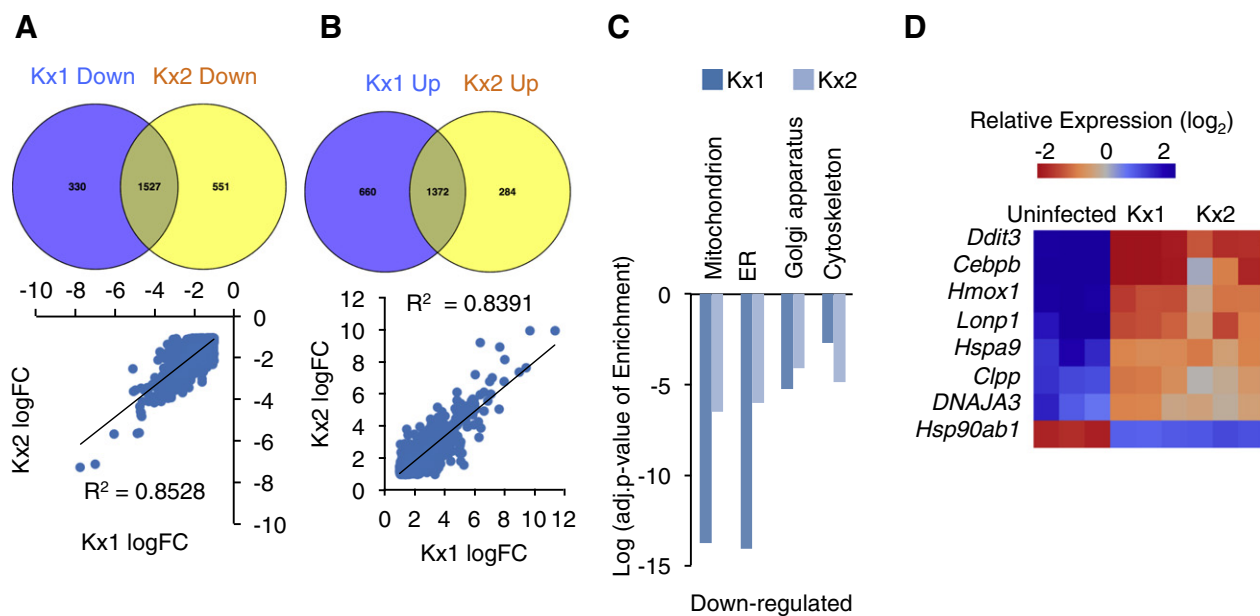 A
Kx1 Down Kx2 Down
330 1527 551
-10 -8 -6 -4 -2 0
0
-2
-4
-6
-8
-10
Kx2 logFC
R² = 0.8528
Kx1 logFC
B
Kx1 Up Kx2 Up
660 1372 284
R² = 0.8391
12
10
8
6
4
2
0
Kx2 logFC
0 2 4 6 8 10 12
Kx1 logFC
C
Kx1 Kx2
Mitochondrion
ER
Golgi apparatus
Cytoskeleton
0
-5
-10
-15
Log (adj.p-value of Enrichment)
Down-regulated
D
Relative Expression (log₂)
-2 0 2
Uninfected Kx1 Kx2
Ddit3
Cebpb
Hmox1
Lonp1
Hspa9
Clpp
DNAJA3
Hsp90ab1